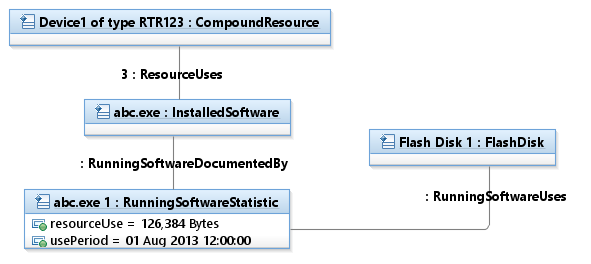 Device1 of type RTR123 : CompoundResource
3 : ResourceUses
abc.exe : InstalledSoftware
Flash Disk 1 : FlashDisk
: RunningSoftwareDocumentedBy
: RunningSoftwareUses
abc.exe 1 : RunningSoftwareStatistic
resourceUse = 126,384 Bytes
usePeriod = 01 Aug 2013 12:00:00